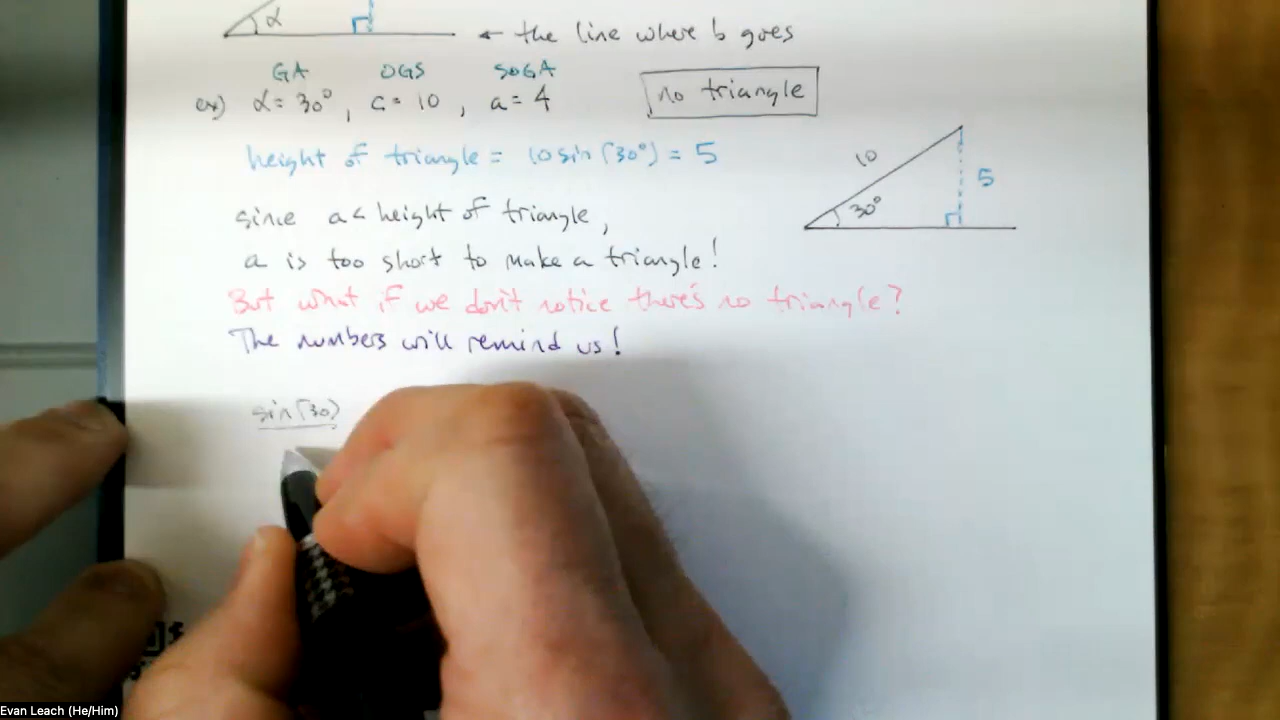 α
← the line where b goes
GA OGS SOGA
ex) α = 30°, c = 10, a = 4
no triangle
height of triangle = 10 sin(30°) = 5
10
5
30°
since a < height of triangle,
a is too short to make a triangle!
But what if we don't notice there's no triangle?
The numbers will remind us!
sin(30)
Evan Leach (He/Him)